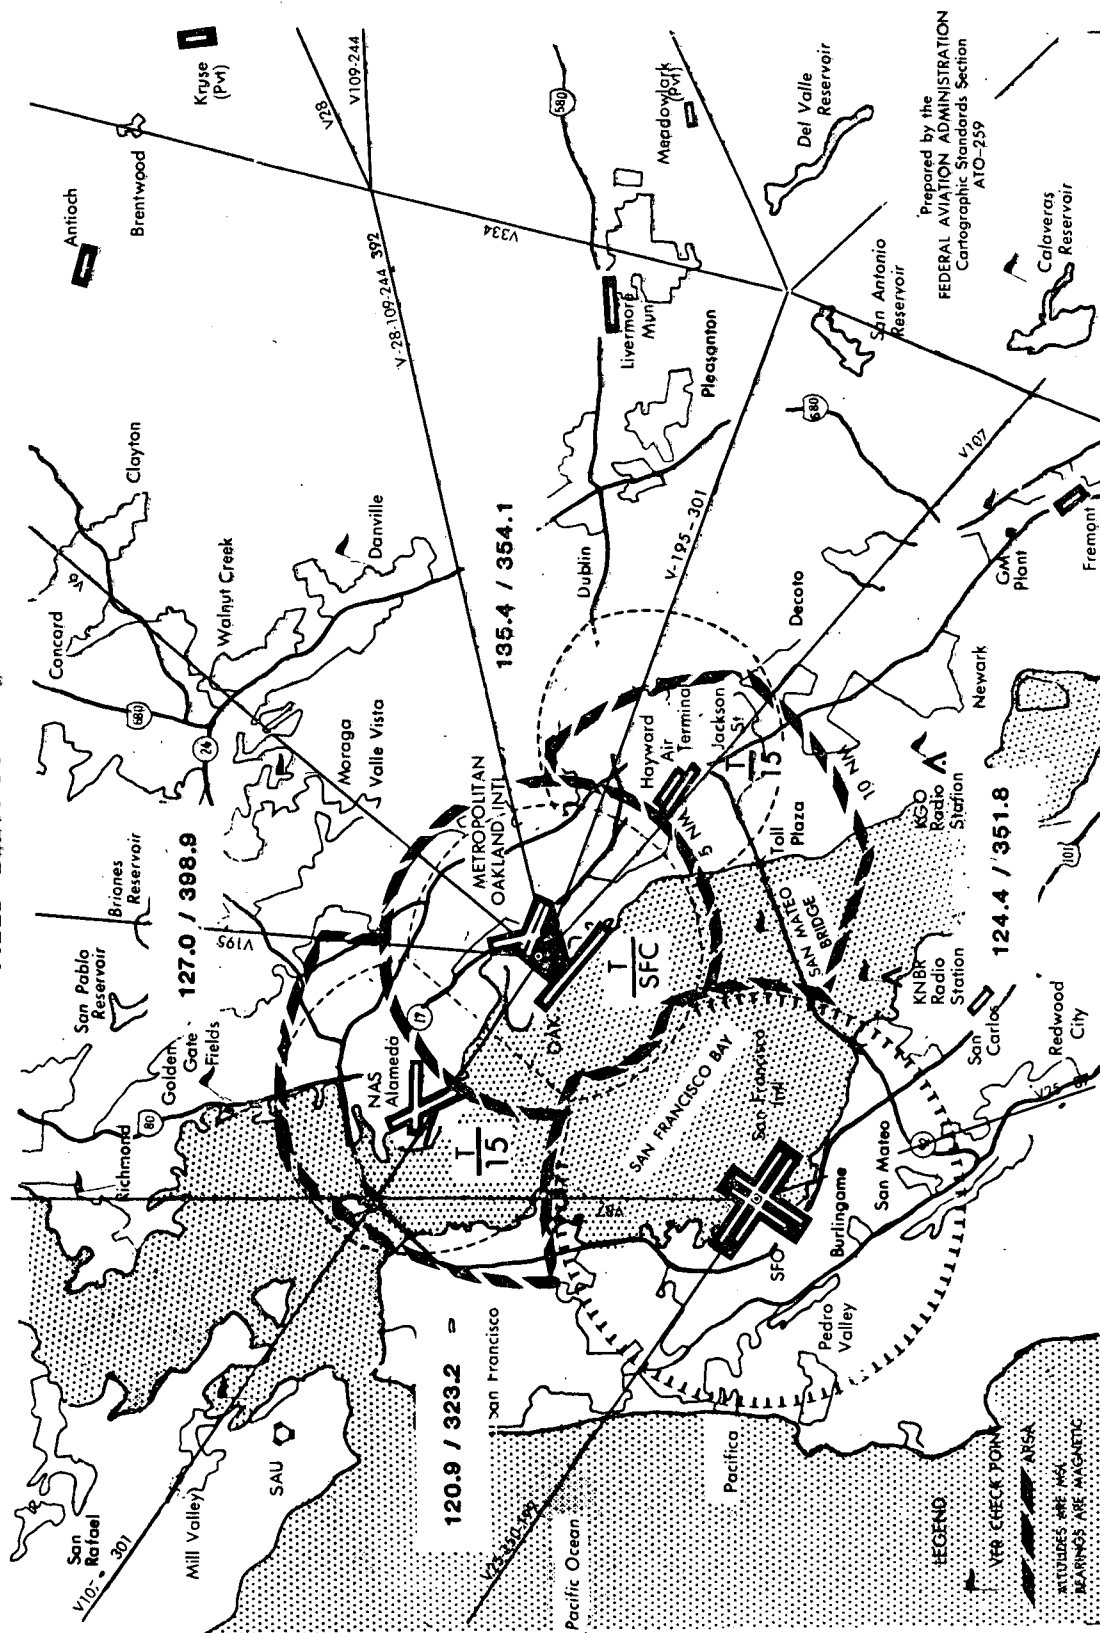 San
Rafael
V107
301
Mill Valley
SAU
Richmond
80
Golden
Gate
Fields
San Pablo
Reservoir
Briones
Reservoir
127.0 / 398.9
V195
Concord
680
24
V6
Walnut Creek
Clayton
Danville
Moraga
Valle Vista
Antioch
Brentwood
Kryse
(Pvt)
V28
V109-244
V-28-109-244 392
V334
120.9 / 323.2
San Francisco
NAS
Alameda
17
T
15
METROPOLITAN
OAKLAND INTL
OAK
T
SFC
135.4 / 354.1
Dublin
580
Livermore
Mun
Pleasanton
Meadowlark
(Pvt)
V-195-301
Hayward
Air
Terminal
Jackson
St
T
15
5 NM
10 NM
Decoto
Toll
Plaza
SAN MATEO
BRIDGE
SAN FRANCISCO BAY
San Francisco
Intl
V87
SFO
Burlingame
San Mateo
Pedro
Valley
Pacifica
Pacific Ocean
KNBR
Radio
Station
KGO
Radio
Station
San
Carlos
Redwood
City
V25
124.4 / 351.8
101
Newark
GM
Plant
Fremont
V107
680
San Antonio
Reservoir
Del Valle
Reservoir
Calaveras
Reservoir
Prepared by the
FEDERAL AVIATION ADMINISTRATION
Cartographic Standards Section
ATO-259
LEGEND
VFR CHECK POINT
ARSA
ALTITUDES ARE MSL
BEARINGS ARE MAGNETIC